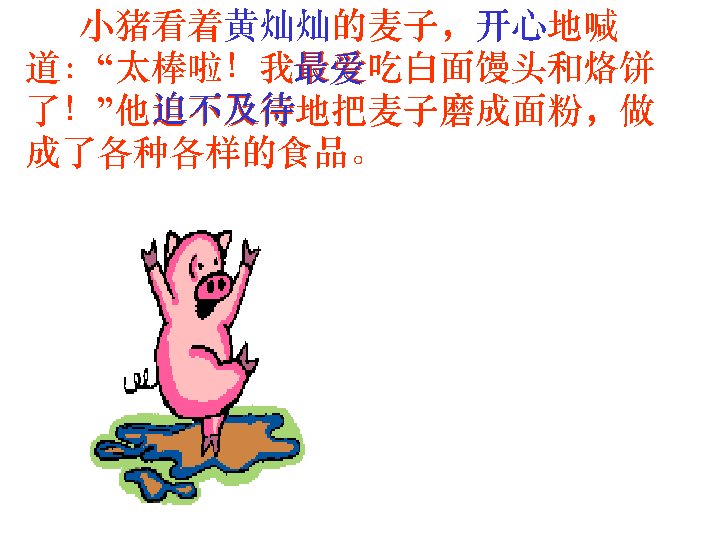 小猪看着黄灿灿的麦子，开心地喊
道：“太棒啦！我最爱吃白面馒头和烙饼
了！”他迫不及待地把麦子磨成面粉，做
成了各种各样的食品。